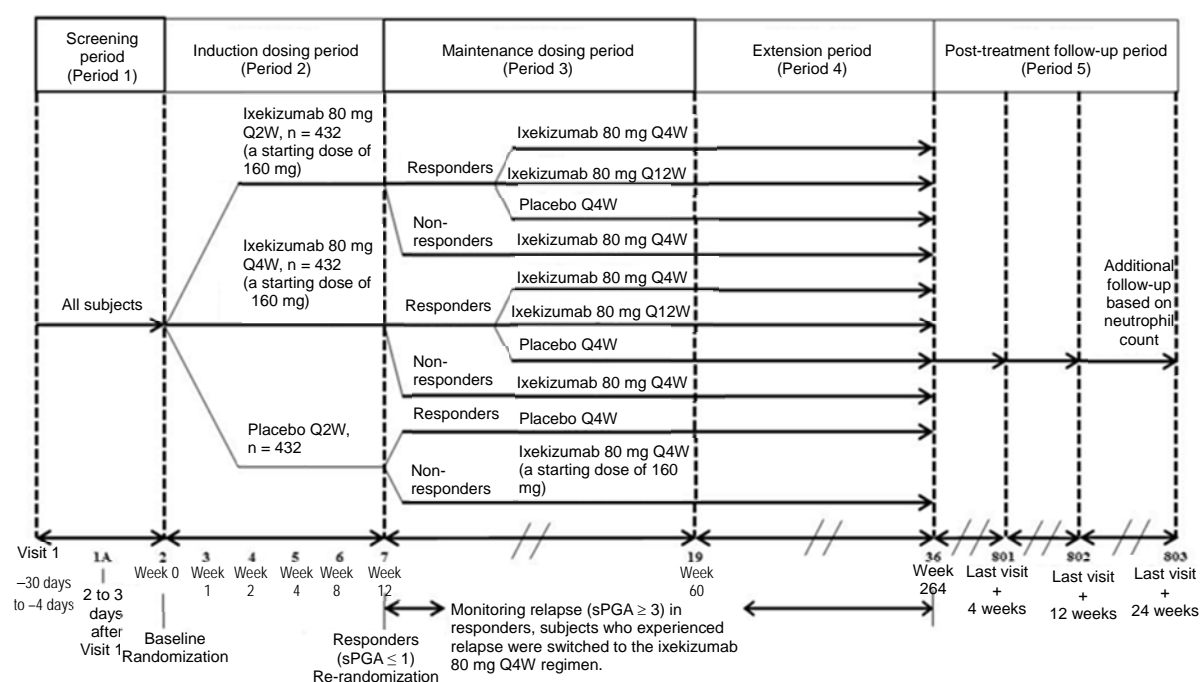 Screening
period
(Period 1)
Induction dosing period
(Period 2)
Maintenance dosing period
(Period 3)
Extension period
(Period 4)
Post-treatment follow-up period
(Period 5)
All subjects
Ixekizumab 80 mg
Q2W, n = 432
(a starting dose of
160 mg)
Ixekizumab 80 mg
Q4W, n = 432
(a starting dose of
160 mg)
Placebo Q2W,
n = 432
Responders
Ixekizumab 80 mg Q4W
Ixekizumab 80 mg Q12W
Placebo Q4W
Non-
responders
Ixekizumab 80 mg Q4W
Responders
Ixekizumab 80 mg Q4W
Ixekizumab 80 mg Q12W
Placebo Q4W
Non-
responders
Ixekizumab 80 mg Q4W
Responders
Placebo Q4W
Non-
responders
Ixekizumab 80 mg Q4W
(a starting dose of 160
mg)
Additional
follow-up
based on
neutrophil
count
Visit 1
1A
2
3
4
5
6
7
19
36
801
802
803
–30 days
to –4 days
2 to 3
days
after
Visit 1
Week 0
Week
1
Week
2
Week
4
Week
8
Week
12
Week
60
Week
264
Last visit
+
4 weeks
Last visit
+
12 weeks
Last visit
+
24 weeks
Baseline
Randomization
Responders
(sPGA ≤ 1)
Re-randomization
Monitoring relapse (sPGA ≥ 3) in
responders, subjects who experienced
relapse were switched to the ixekizumab
80 mg Q4W regimen.